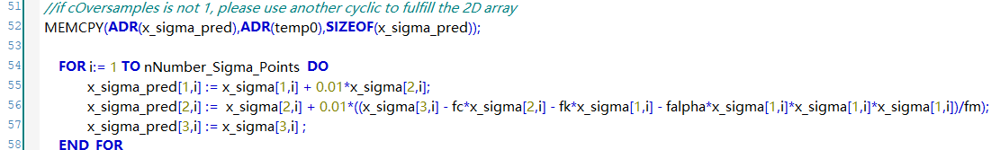 51 //if cOversamples is not 1, please use another cyclic to fulfill the 2D array
52 MEMCPY(ADR(x_sigma_pred),ADR(temp0),SIZEOF(x_sigma_pred));
53
54 FOR i:= 1 TO nNumber_Sigma_Points DO
55 x_sigma_pred[1,i] := x_sigma[1,i] + 0.01*x_sigma[2,i];
56 x_sigma_pred[2,i] := x_sigma[2,i] + 0.01*((x_sigma[3,i] - fc*x_sigma[2,i] - fk*x_sigma[1,i] - falpha*x_sigma[1,i]*x_sigma[1,i]*x_sigma[1,i])/fm);
57 x_sigma_pred[3,i] := x_sigma[3,i] ;
58 END_FOR